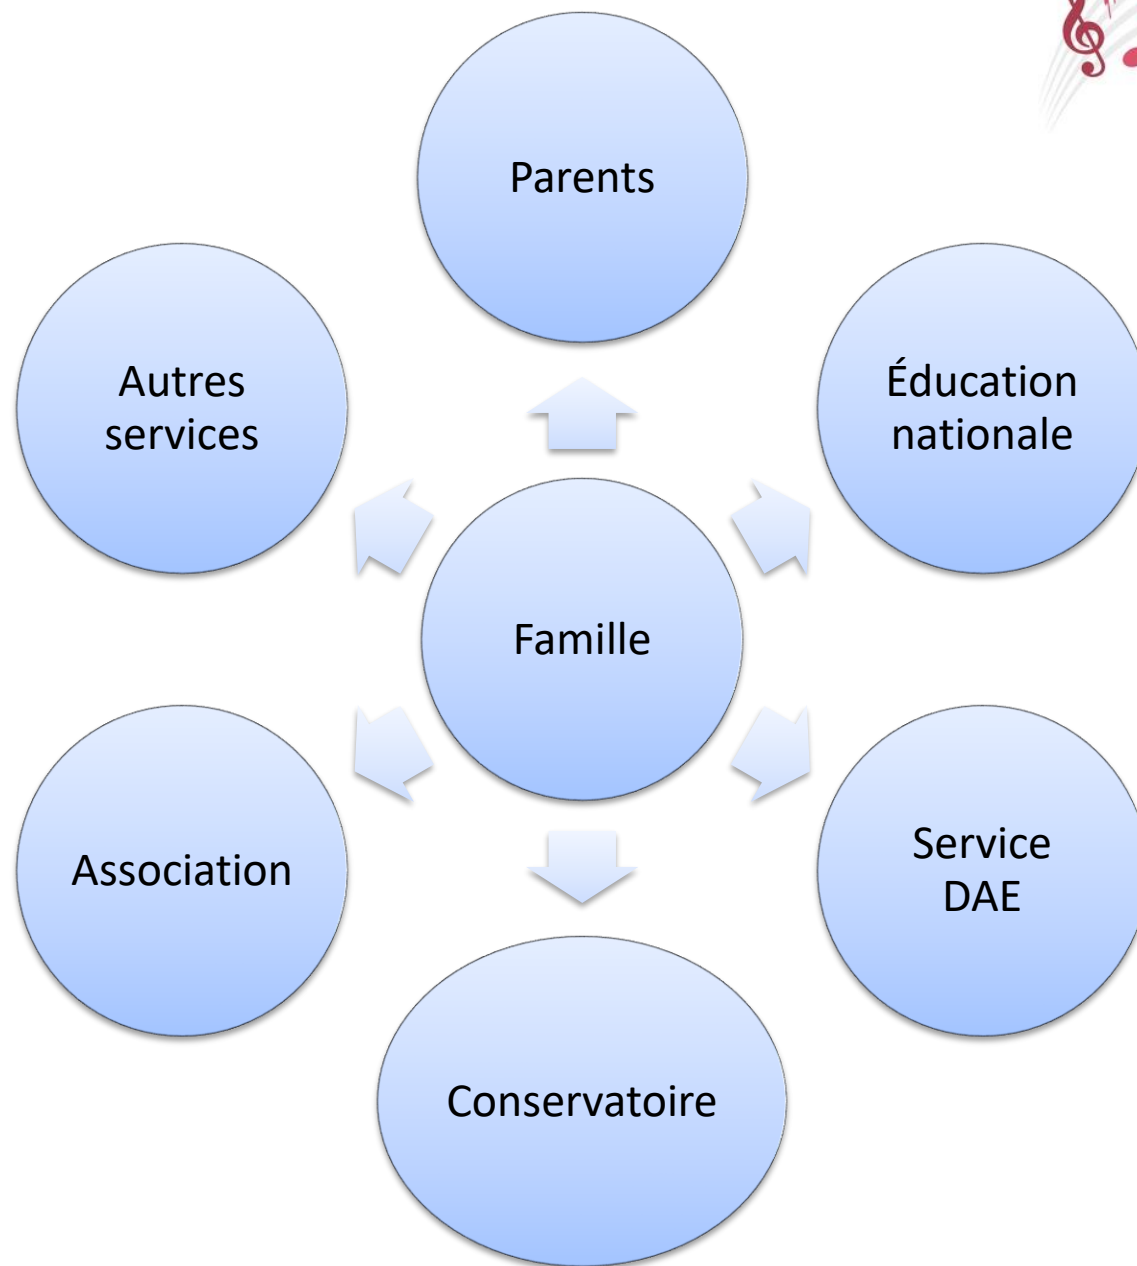 Parents
Autres
services
Éducation
nationale
Famille
Association
Service
DAE
Conservatoire